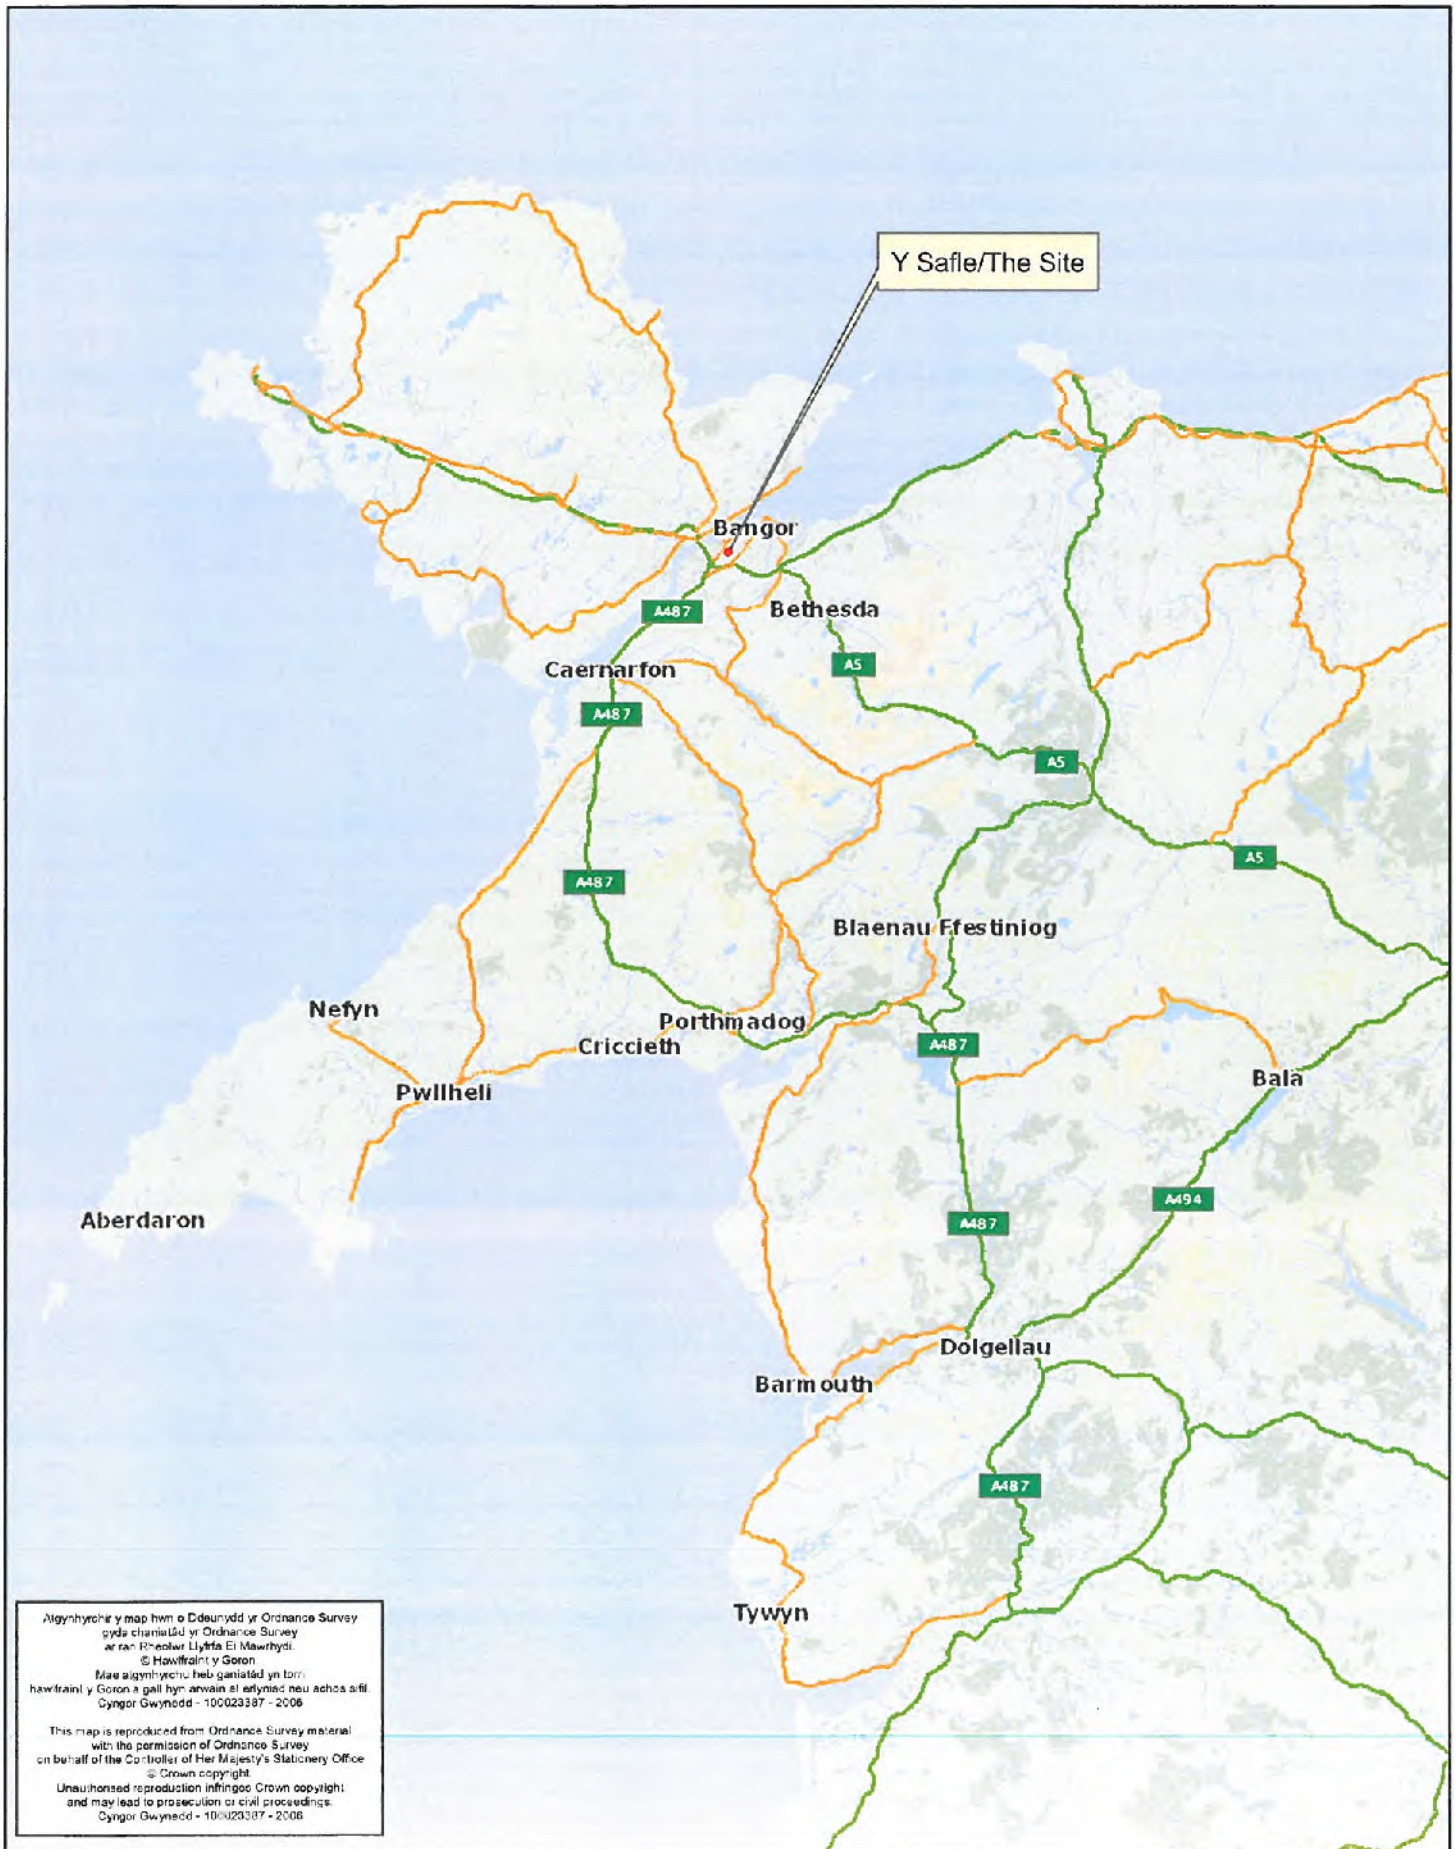 Y Safle/The Site
Bangor
A487
Bethesda
A5
Caernarfon
A487
A5
A487
A5
Blaenau Ffestiniog
Nefyn
Porthmadog
Criccieth
A487
Pwllheli
Bala
A494
Aberdaron
A487
Dolgellau
Barmouth
A487
Tywyn
Algynhyrchir y map hwn o Ddeunydd yr Ordnance Survey
gyda chaniatâd yr Ordnance Survey
ar ran Rheolwr Llyfrfa Ei Mawrhydi.
© Hawlfraint y Goron
Mae algynhyrchu heb ganiatâd yn torri
hawlfraint y Goron a gall hyn arwain at erlyniad neu achos sifil.
Cyngor Gwynedd - 100023387 - 2008
This map is reproduced from Ordnance Survey material
with the permission of Ordnance Survey
on behalf of the Controller of Her Majesty's Stationery Office
© Crown copyright.
Unauthorised reproduction infringes Crown copyright
and may lead to prosecution or civil proceedings.
Cyngor Gwynedd - 100023387 - 2008